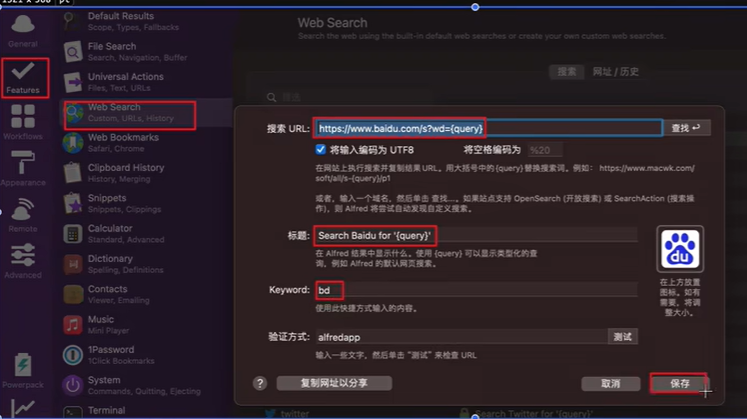 General
Features
Workflows
Appearance
Remote
Advanced
Powerpack
Default Results
Scope, Types, Fallbacks
File Search
Search, Navigation, Buffer
Universal Actions
Files, Text, URLs
Web Search
Custom, URLs, History
Web Bookmarks
Safari, Chrome
Clipboard History
History, Merging
Snippets
Snippets, Collections
Calculator
Standard, Advanced
Dictionary
Spelling, Definitions
Contacts
Viewer, Emailing
Music
Mini Player
1Password
1Click Bookmarks
System
Commands, Quitting, Ejecting
Terminal
Web Search
Search the web using the built-in default web searches or create your own custom web searches.
搜索 网址 / 历史
筛选
搜索 URL: https://www.baidu.com/s?wd={query} 查找 ↩
将输入编码为 UTF8 将空格编码为 %20
在网站上执行搜索并复制结果 URL。用大括号中的 {query} 替换搜索词。例如： https://www.macwk.com/
soft/all/s-{query}/p1
或者，输入一个域名，然后单击 查找...。如果站点支持 OpenSearch (开放搜索) 或 SearchAction (搜索操
作)，则 Alfred 将尝试自动发现自定义搜索。
标题: Search Baidu for '{query}'
在 Alfred 结果中显示什么。使用 {query} 可以显示类型化的查
询，例如 Alfred 的默认网页搜索。
du
在上方放置
图标。如有
需要，将调
整大小。
Keyword: bd
使用此快捷方式输入的内容。
验证方式: alfredapp 测试
输入一些文字，然后单击 "测试" 来检查 URL
? 复制网址以分享 取消 保存
twitter Search Twitter for '{query}'